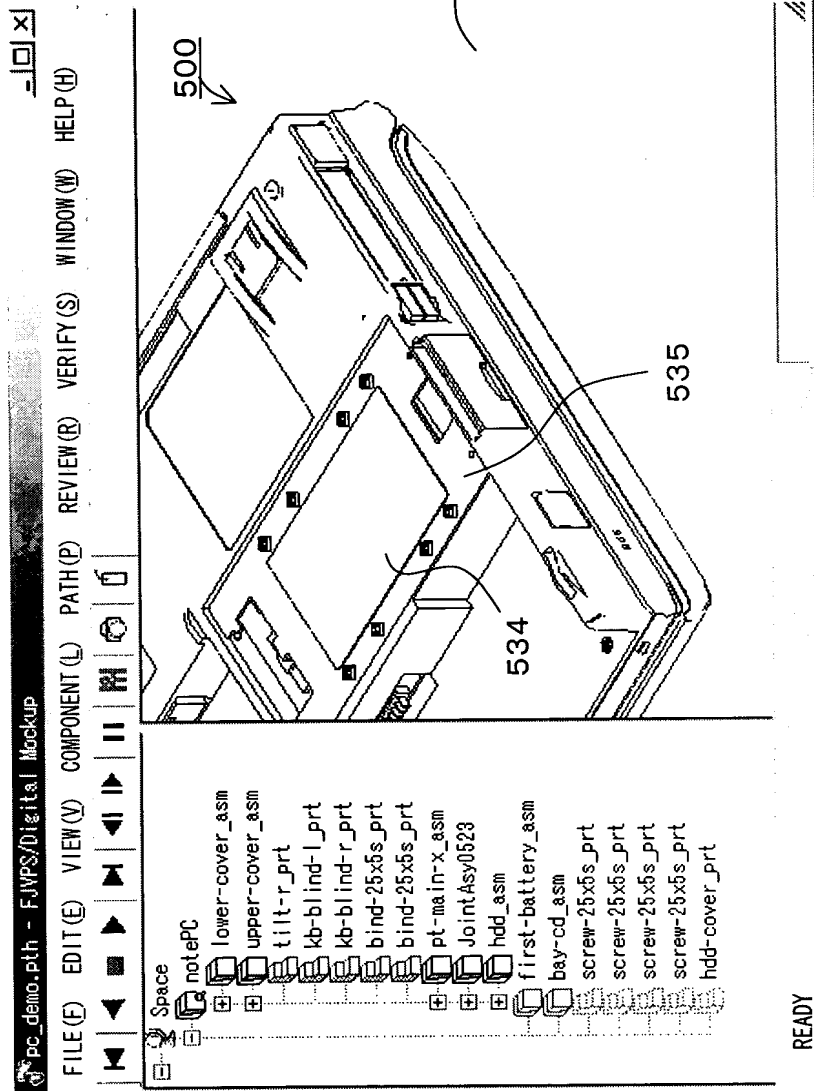 pc_demo.pth - FJVPS/Digital Mockup
FILE(F) EDIT(E) VIEW(V) COMPONENT(L) PATH(P) REVIEW(R) VERIFY(S) WINDOW(W) HELP(H)
Space
notePC
lower-cover_asm
upper-cover_asm
tilt-r_prt
kb-blind-l_prt
kb-blind-r_prt
bind-25x5s_prt
bind-25x5s_prt
pt-main-x_asm
JointAsy0523
hdd_asm
first-battery_asm
bay-cd_asm
screw-25x5s_prt
screw-25x5s_prt
screw-25x5s_prt
screw-25x5s_prt
hdd-cover_prt
500
534
535
READY